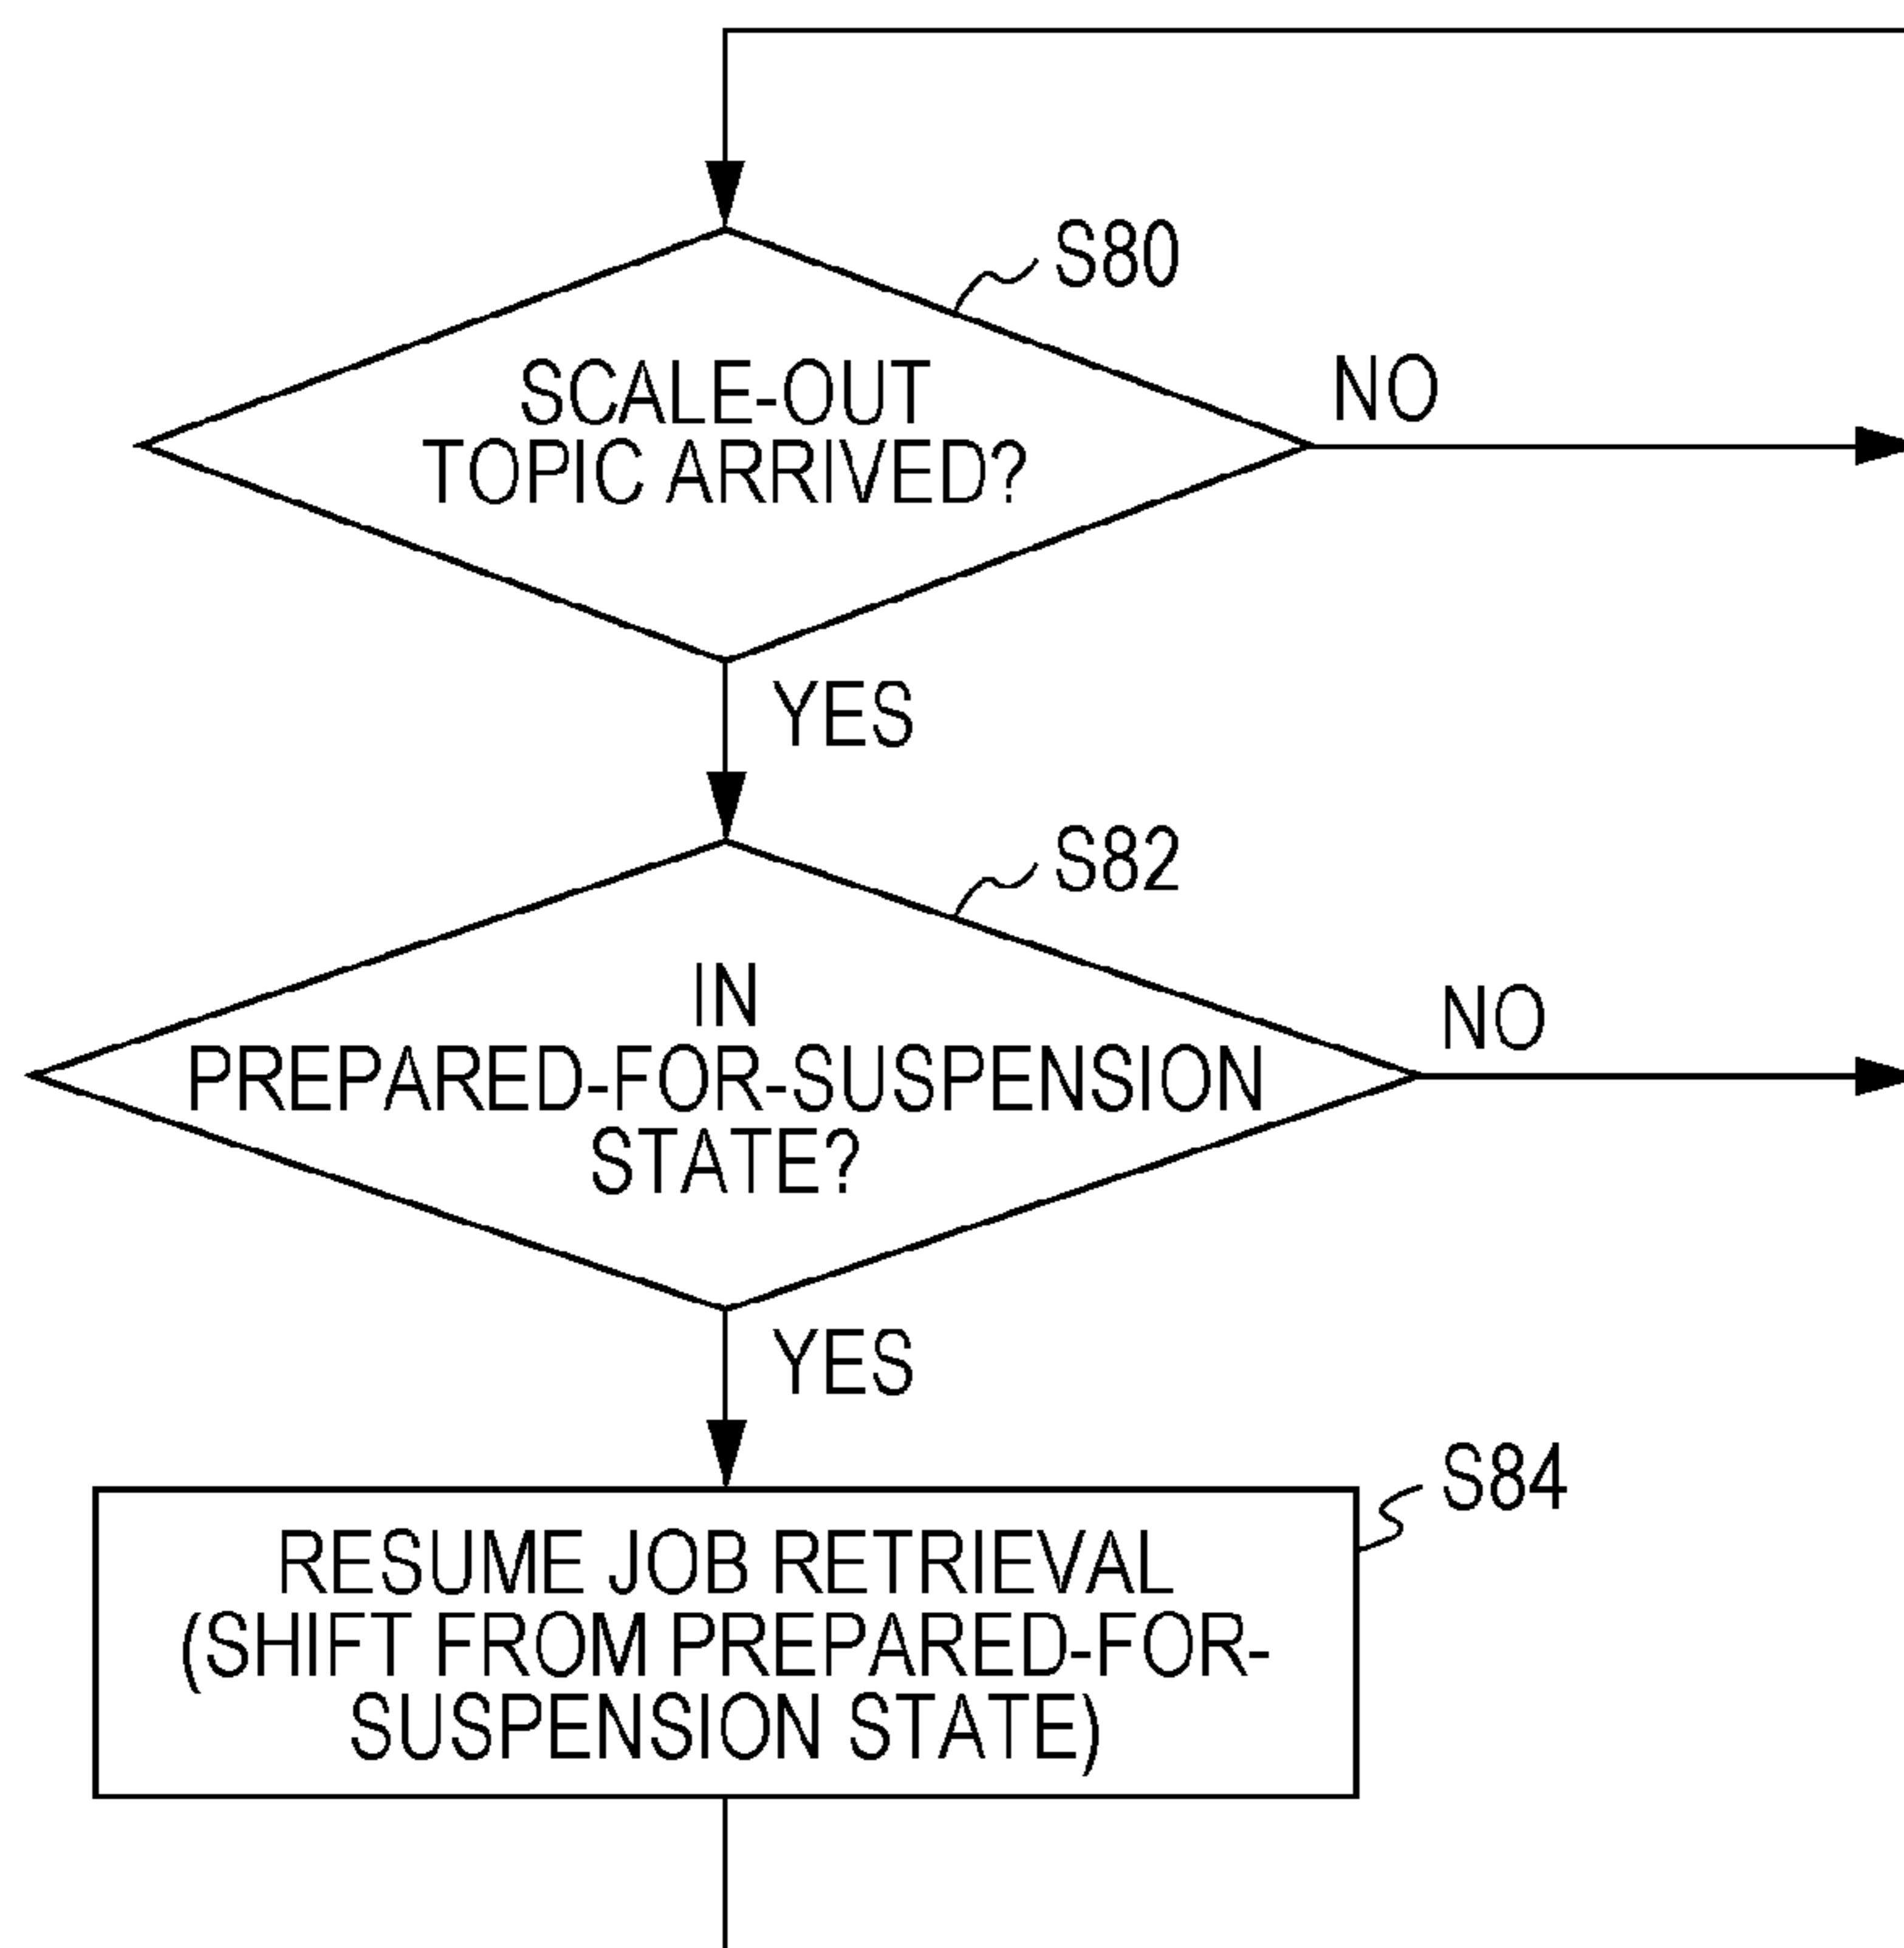 S80
SCALE-OUT
TOPIC ARRIVED?
NO
YES
S82
IN
PREPARED-FOR-SUSPENSION
STATE?
NO
YES
S84
RESUME JOB RETRIEVAL
(SHIFT FROM PREPARED-FOR-
SUSPENSION STATE)